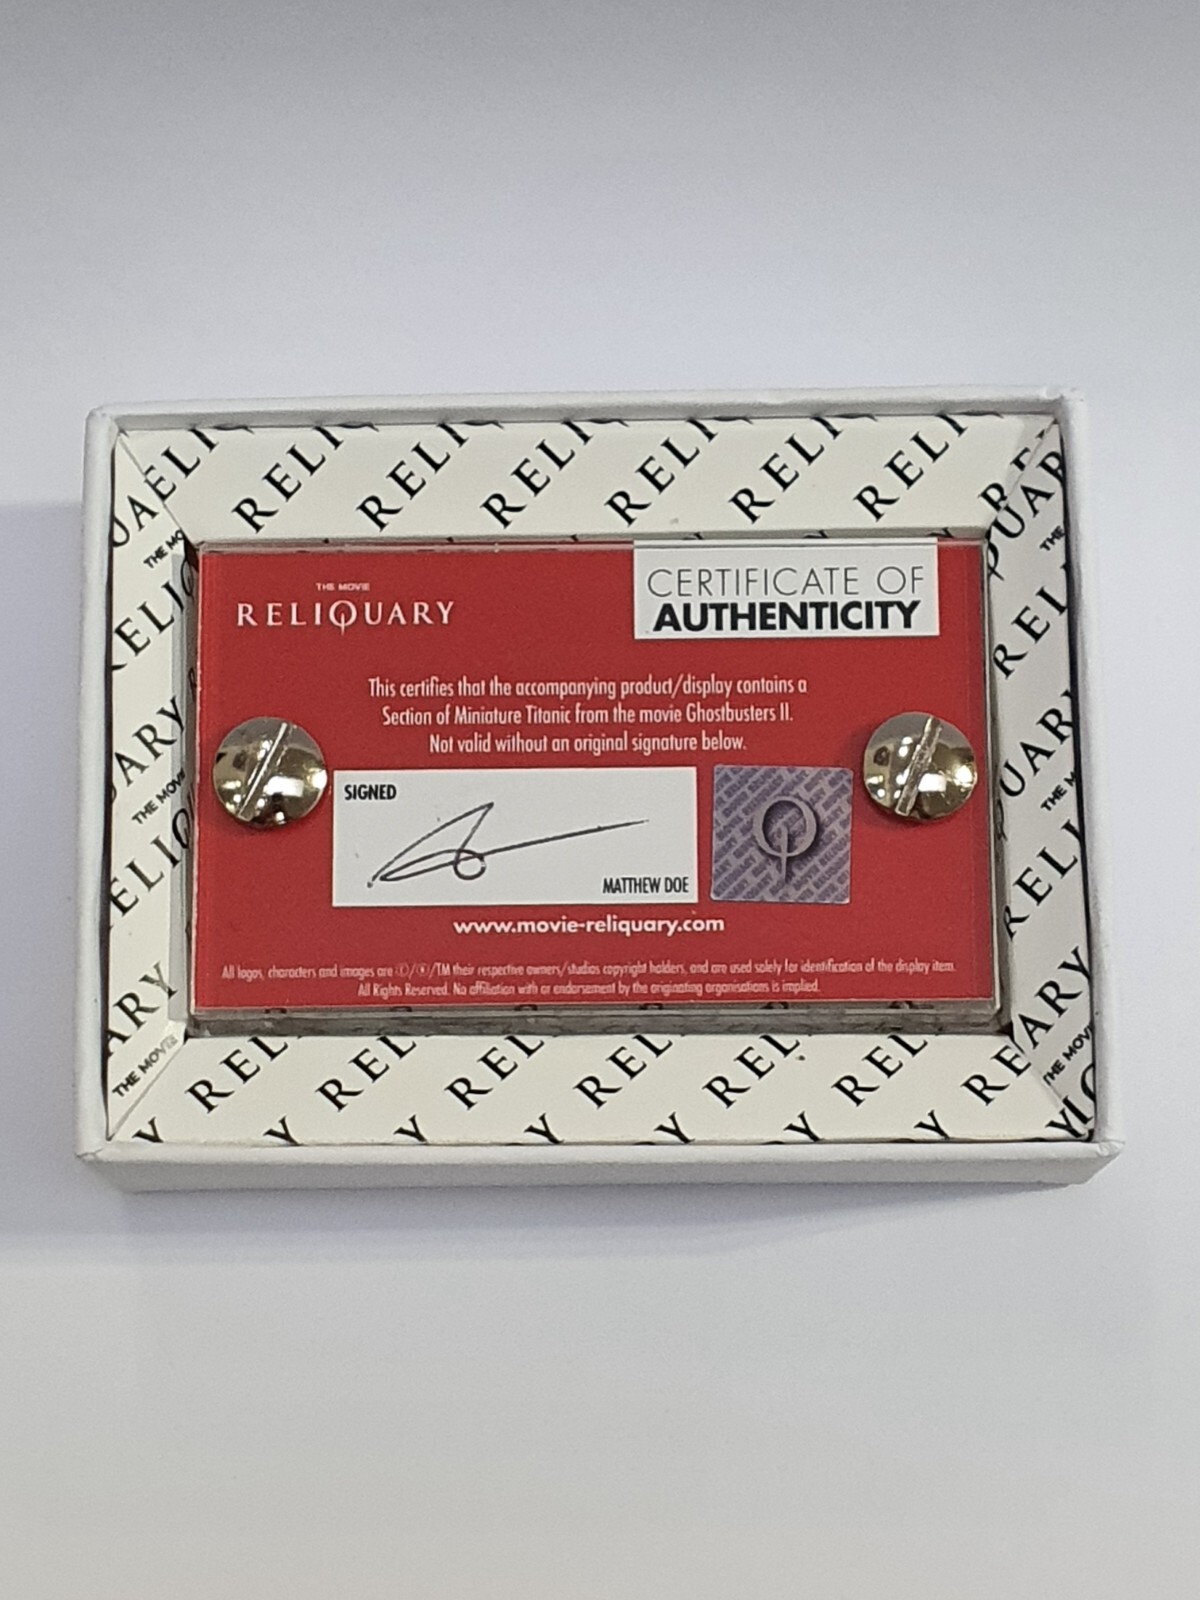 THE MOVIE
RELIQUARY
CERTIFICATE OF
AUTHENTICITY
This certifies that the accompanying product/display contains a
Section of Miniature Titanic from the movie Ghostbusters II.
Not valid without an original signature below.
SIGNED
MATTHEW DOE
www.movie-reliquary.com
All logos, characters and images are ©/®/TM their respective owners/studios copyright holders, and are used solely for identification of the display item.
All Rights Reserved. No affiliation with or endorsement by the originating organisations is implied.